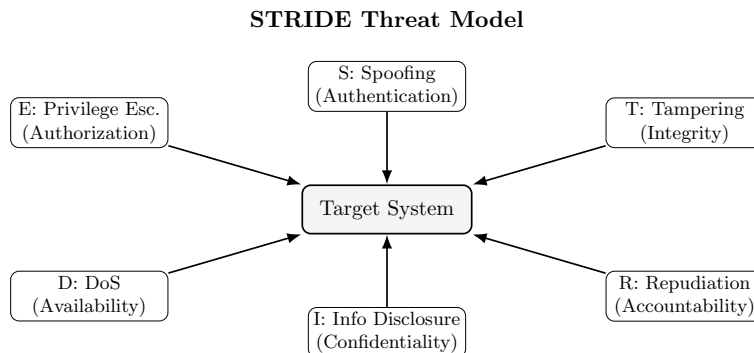 STRIDE Threat Model
S: Spoofing
(Authentication)
E: Privilege Esc.
(Authorization)
T: Tampering
(Integrity)
Target System
D: DoS
(Availability)
R: Repudiation
(Accountability)
I: Info Disclosure
(Confidentiality)